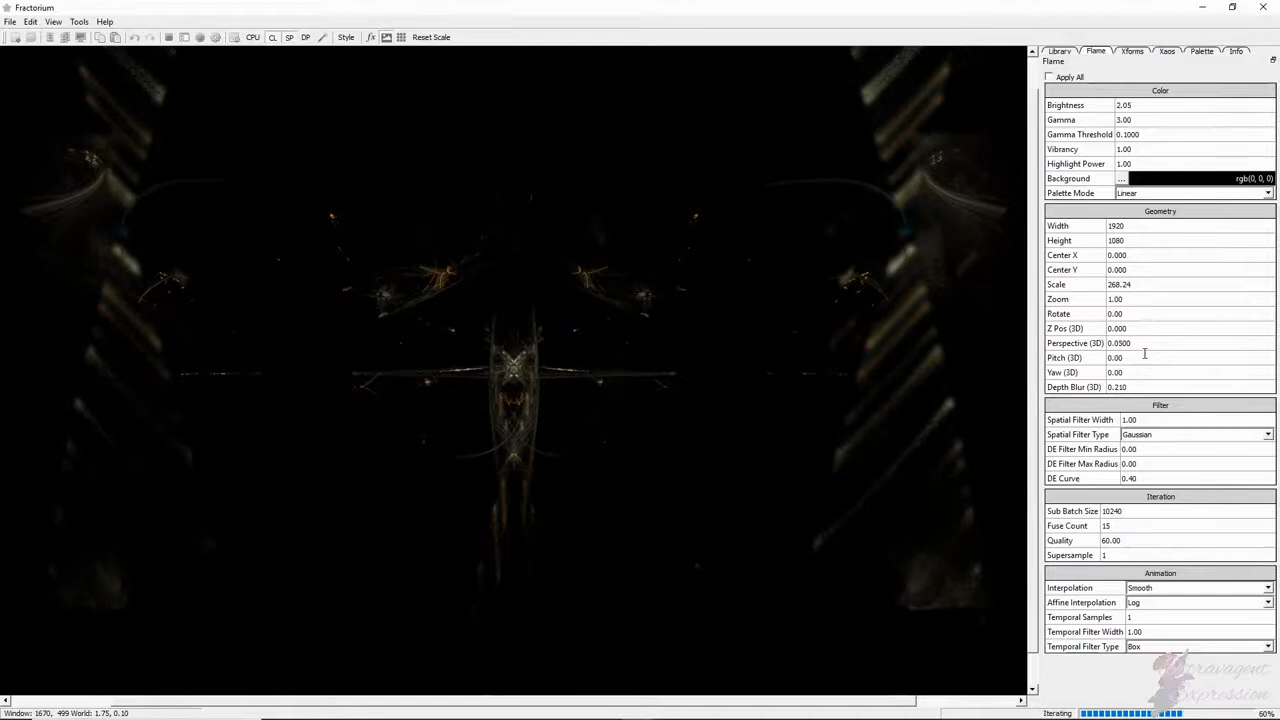 Fractorium
File Edit View Tools Help
CPU CL SP DP Style fx Reset Scale
Library Flame Xforms Xaos Palette Info
Flame
Apply All
Color
Brightness 2.05
Gamma 3.00
Gamma Threshold 0.1000
Vibrancy 1.00
Highlight Power 1.00
Background ... rgb(0, 0, 0)
Palette Mode Linear
Geometry
Width 1920
Height 1080
Center X 0.000
Center Y 0.000
Scale 268.24
Zoom 1.00
Rotate 0.00
Z Pos (3D) 0.000
Perspective (3D) 0.0500
Pitch (3D) 0.00
Yaw (3D) 0.00
Depth Blur (3D) 0.210
Filter
Spatial Filter Width 1.00
Spatial Filter Type Gaussian
DE Filter Min Radius 0.00
DE Filter Max Radius 0.00
DE Curve 0.40
Iteration
Sub Batch Size 10240
Fuse Count 15
Quality 60.00
Supersample 1
Animation
Interpolation Smooth
Affine Interpolation Log
Temporal Samples 1
Temporal Filter Width 1.00
Temporal Filter Type Box
Window: 1670, 499 World: 1.75, 0.10
Iterating 60%